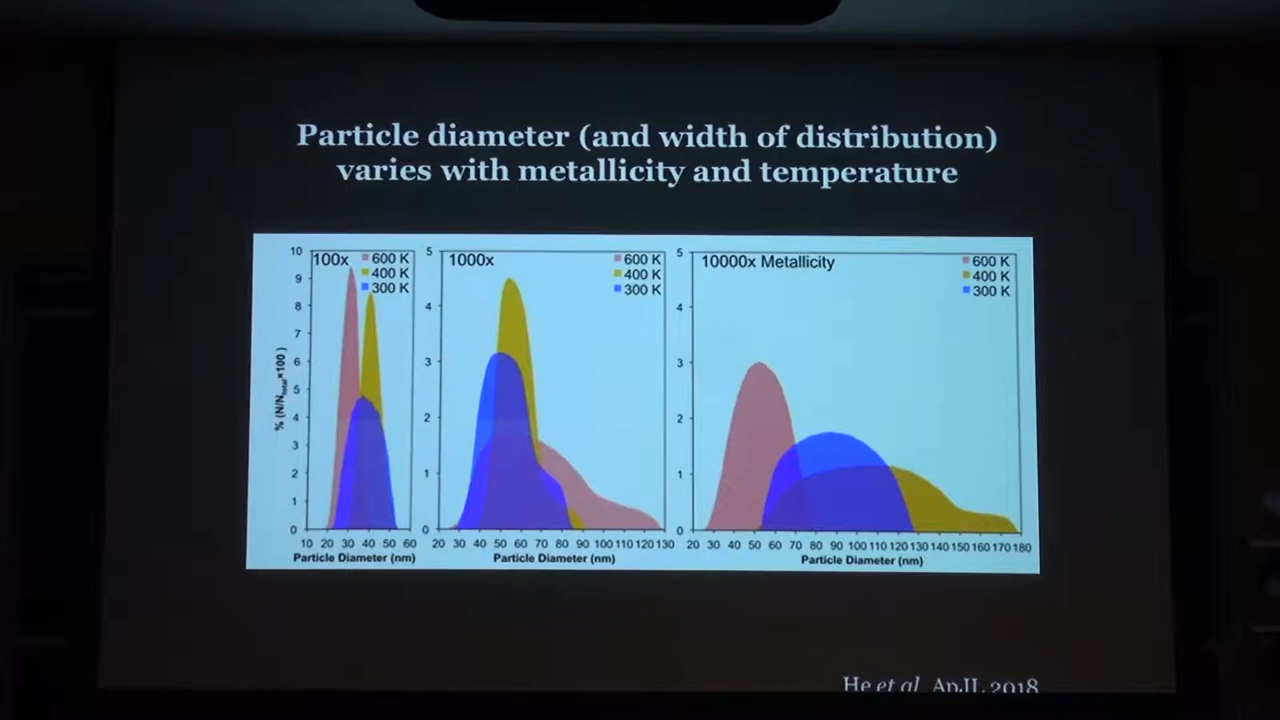 Particle diameter (and width of distribution)
varies with metallicity and temperature
100x
600 K
400 K
300 K
1000x
600 K
400 K
300 K
10000x Metallicity
600 K
400 K
300 K
% (N/Ntotal×100 )
10
9
8
7
6
5
4
3
2
1
0
5
4
3
2
1
0
5
4
3
2
1
0
10 20 30 40 50 60
20 30 40 50 60 70 80 90 100 110 120 130
20 30 40 50 60 70 80 90 100 110 120 130 140 150 160 170 180
Particle Diameter (nm)
Particle Diameter (nm)
Particle Diameter (nm)
He et al. ApJL 2018